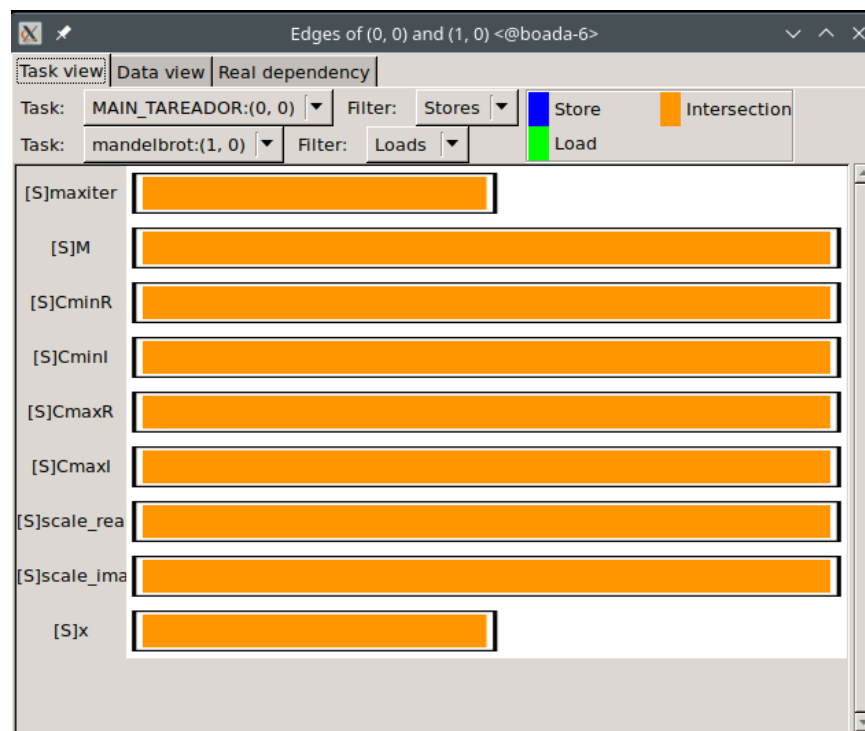 Edges of (0, 0) and (1, 0) <@boada-6>
Task view Data view Real dependency
Task: MAIN_TAREADOR:(0, 0) Filter: Stores Store Intersection
Task: mandelbrot:(1, 0) Filter: Loads Load
[S]maxiter
[S]M
[S]CminR
[S]CminI
[S]CmaxR
[S]CmaxI
[S]scale_rea
[S]scale_ima
[S]x